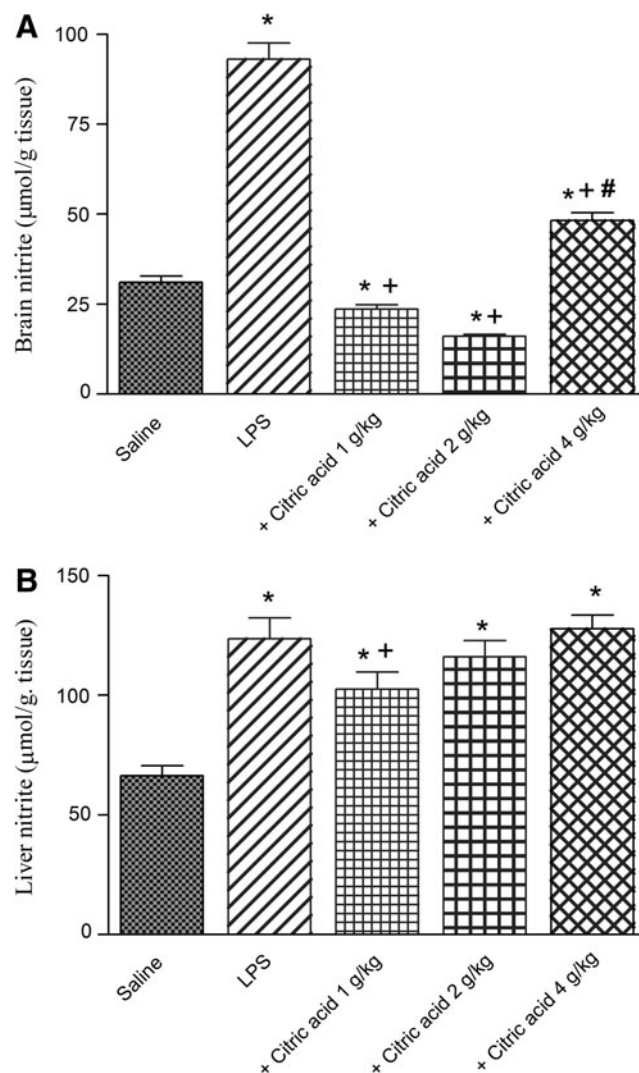 A
Brain nitrite (μmol/g tissue)
100
75
50
25
0
*
* +
* +
* + #
Saline
LPS
+ Citric acid 1 g/kg
+ Citric acid 2 g/kg
+ Citric acid 4 g/kg
B
Liver nitrite (μmol/g. tissue)
150
100
50
0
*
* +
*
*
Saline
LPS
+ Citric acid 1 g/kg
+ Citric acid 2 g/kg
+ Citric acid 4 g/kg